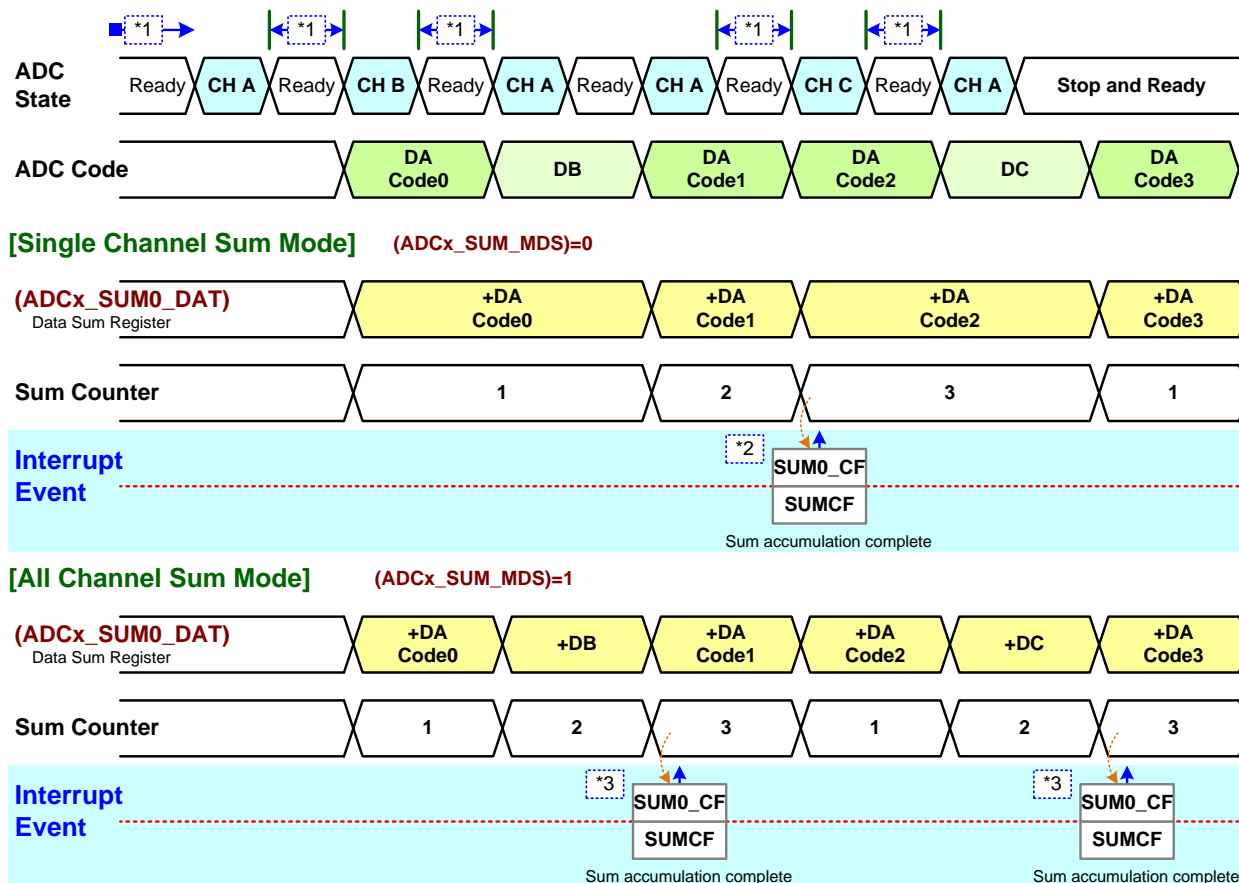 *1 *1 *1 *1 *1
ADC
State
Ready CH A Ready CH B Ready CH A Ready CH A Ready CH C Ready CH A Stop and Ready
ADC Code
DA
Code0
DB
DA
Code1
DA
Code2
DC
DA
Code3
[Single Channel Sum Mode] (ADCx_SUM_MDS)=0
(ADCx_SUM0_DAT)
Data Sum Register
+DA
Code0
+DA
Code1
+DA
Code2
+DA
Code3
Sum Counter 1 2 3 1
Interrupt
Event
*2
SUM0_CF
SUMCF
Sum accumulation complete
[All Channel Sum Mode] (ADCx_SUM_MDS)=1
(ADCx_SUM0_DAT)
Data Sum Register
+DA
Code0
+DB
+DA
Code1
+DA
Code2
+DC
+DA
Code3
Sum Counter 1 2 3 1 2 3
Interrupt
Event
*3
SUM0_CF
SUMCF
Sum accumulation complete
*3
SUM0_CF
SUMCF
Sum accumulation complete